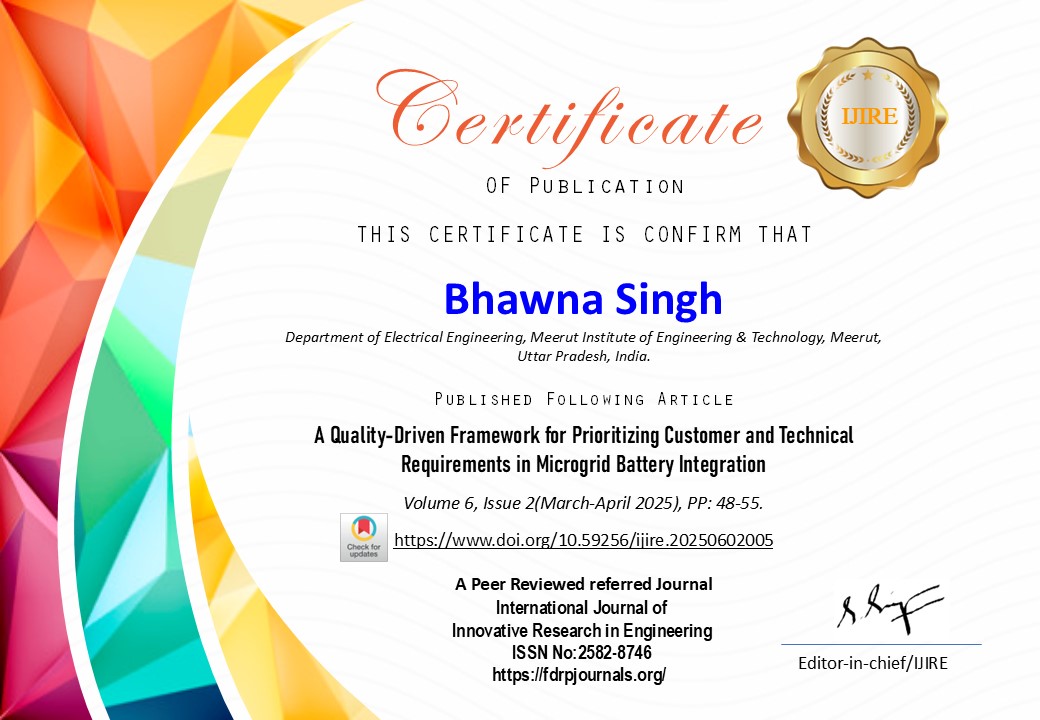 Certificate
IJIRE
OF PUBLICATION
THIS CERTIFICATE IS CONFIRM THAT
Bhawna Singh
Department of Electrical Engineering, Meerut Institute of Engineering & Technology, Meerut,
Uttar Pradesh, India.
PUBLISHED FOLLOWING ARTICLE
A Quality-Driven Framework for Prioritizing Customer and Technical
Requirements in Microgrid Battery Integration
Volume 6, Issue 2(March-April 2025), PP: 48-55.
Check for
updates
https://www.doi.org/10.59256/ijire.20250602005
A Peer Reviewed referred Journal
International Journal of
Innovative Research in Engineering
ISSN No:2582-8746
https://fdrpjournals.org/
Editor-in-chief/IJIRE